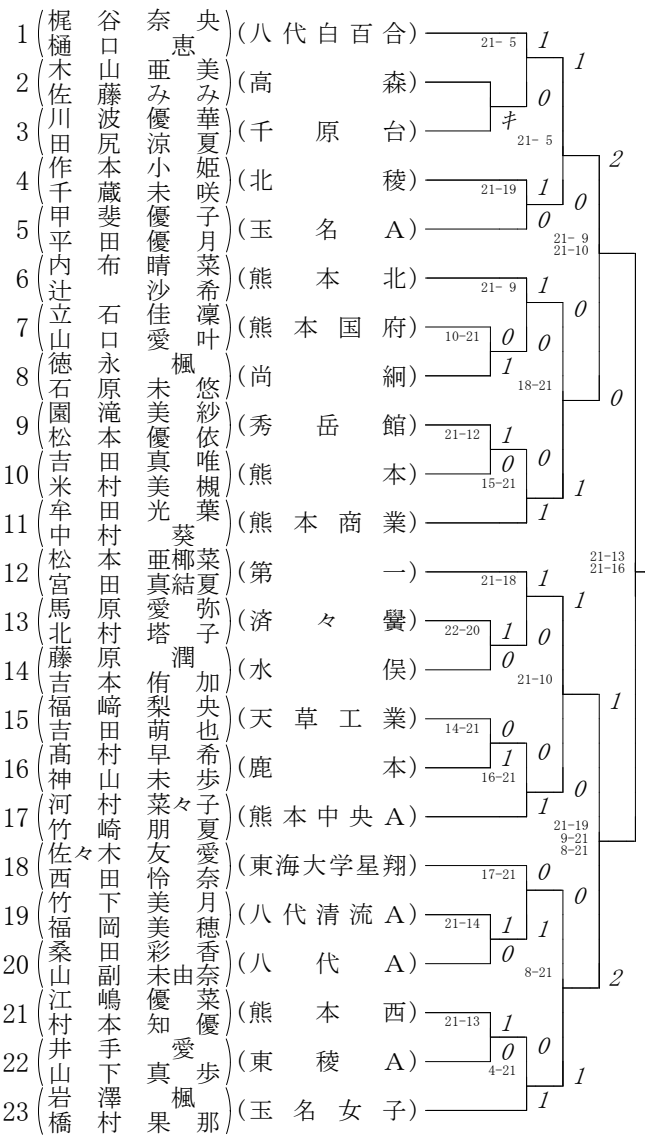 1 (梶谷奈央 樋口恵) (八代白百合)
21- 5 1
1
2 (木山亜美 佐藤みみ) (高森)
0
3 (川波優華 田尻涼夏) (千原台)
キ
21- 5
2
4 (作本小姫 千蔵未咲) (北稜)
21-19 1
0
5 (甲斐優子 平田優月) (玉名A)
0
21- 9
21-10
6 (内布晴菜 辻沙希) (熊本北)
21- 9 1
0
7 (立石佳凜 山口愛叶) (熊本国府)
10-21 0 0
8 (徳永楓 石原未悠) (尚絅)
1
18-21
0
9 (園滝美紗 松本優依) (秀岳館)
21-12 1
0
10 (吉田真唯 米村美槻) (熊本)
0
15-21
1
11 (牟田光葉 中村葵) (熊本商業)
1
21-13
21-16
12 (松本亜椰菜 宮田真結夏) (第一)
21-18 1
1
13 (馬原愛弥 北村塔子) (済々黌)
22-20 1 0
14 (藤原潤 吉本侑加) (水俣)
0
21-10
1
15 (福﨑梨央 吉田萌也) (天草工業)
14-21 0
0
16 (髙村早希 神山未歩) (鹿本)
1
16-21
0
17 (河村菜々子 竹崎朋夏) (熊本中央A)
1
21-19
9-21
8-21
18 (佐々木友愛 西田怜奈) (東海大学星翔)
17-21 0
0
19 (竹下美月 福岡美穂) (八代清流A)
21-14 1 1
20 (桑田彩香 山副未由奈) (八代A)
0
8-21
2
21 (江嶋優菜 村本知優) (熊本西)
21-13 1
0
22 (井手愛 山下真歩) (東稜A)
0
4-21
1
23 (岩澤楓 橋村果那) (玉名女子)
1